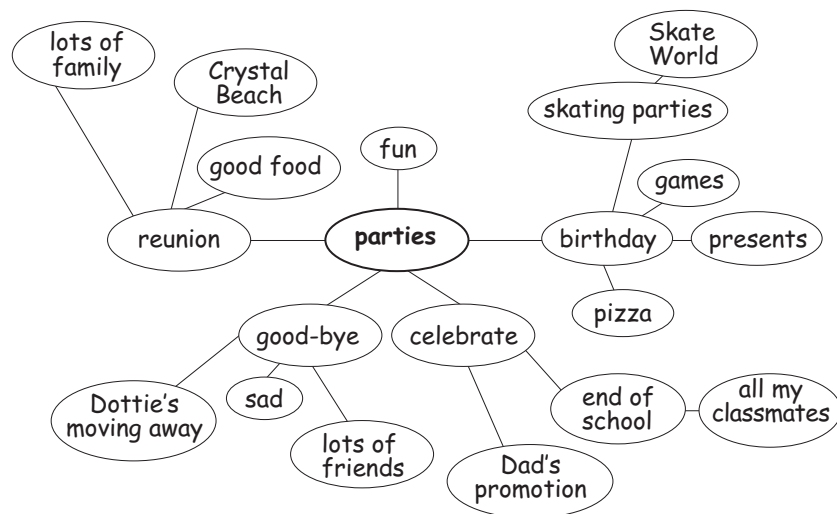 lots of
family
Crystal
Beach
good food
reunion
fun
parties
Skate
World
skating parties
games
birthday
presents
pizza
good-bye
Dottie's
moving away
sad
lots of
friends
celebrate
Dad's
promotion
end of
school
all my
classmates